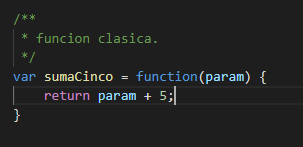 /**
 * funcion clasica.
 */
var sumaCinco = function(param) {
    return param + 5;
}